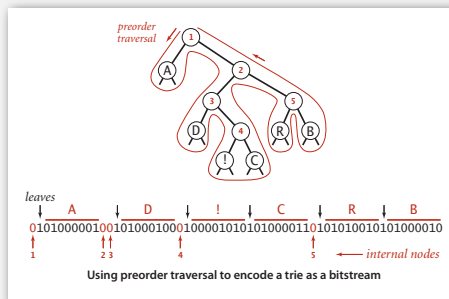 preorder
traversal
1
A
2
3
5
D
4
R
B
!
C
leaves
A D ! C R B
01010000010010100010001000010101010000110101010010101000010
1 2 3 4 5 internal nodes
Using preorder traversal to encode a trie as a bitstream